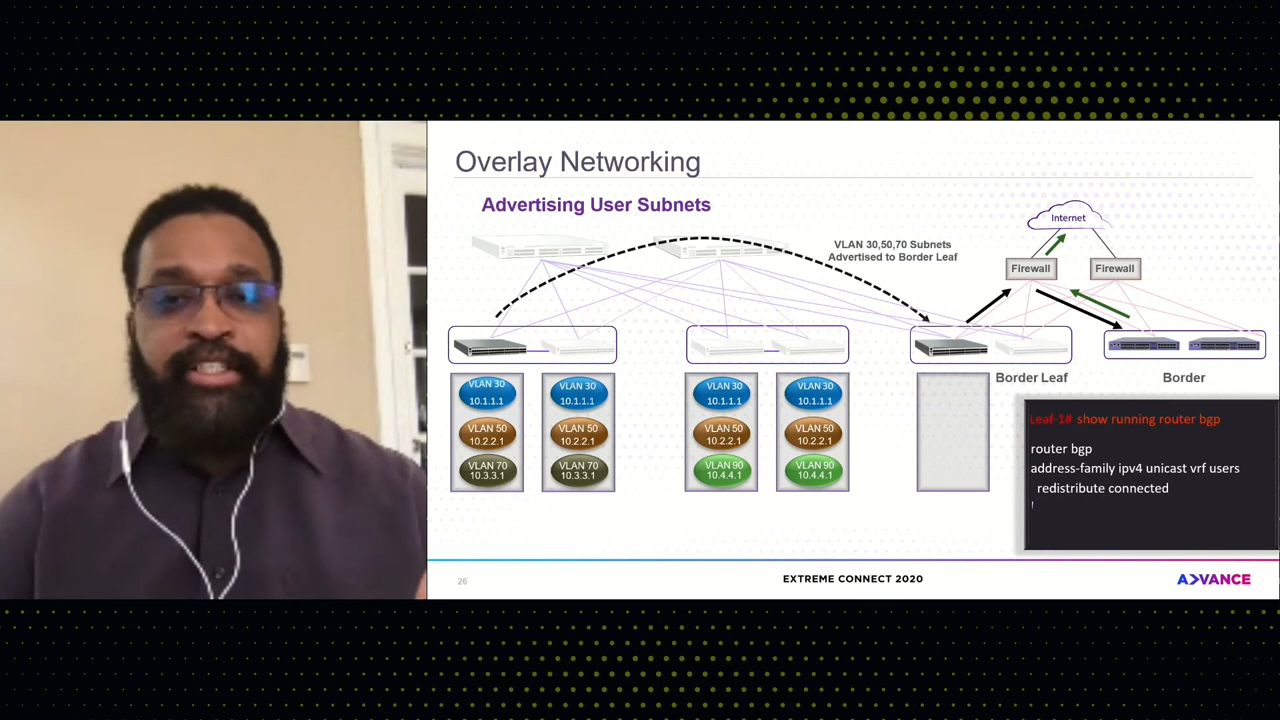 Overlay Networking
Advertising User Subnets
Internet
VLAN 30,50,70 Subnets
Advertised to Border Leaf
Firewall
Firewall
Border Leaf
Border
VLAN 30
10.1.1.1
VLAN 50
10.2.2.1
VLAN 70
10.3.3.1
VLAN 30
10.1.1.1
VLAN 50
10.2.2.1
VLAN 70
10.3.3.1
VLAN 30
10.1.1.1
VLAN 50
10.2.2.1
VLAN 90
10.4.4.1
VLAN 30
10.1.1.1
VLAN 50
10.2.2.1
VLAN 90
10.4.4.1
Leaf-1# show running router bgp
router bgp
address-family ipv4 unicast vrf users
redistribute connected
!
26
EXTREME CONNECT 2020
ADVANCE